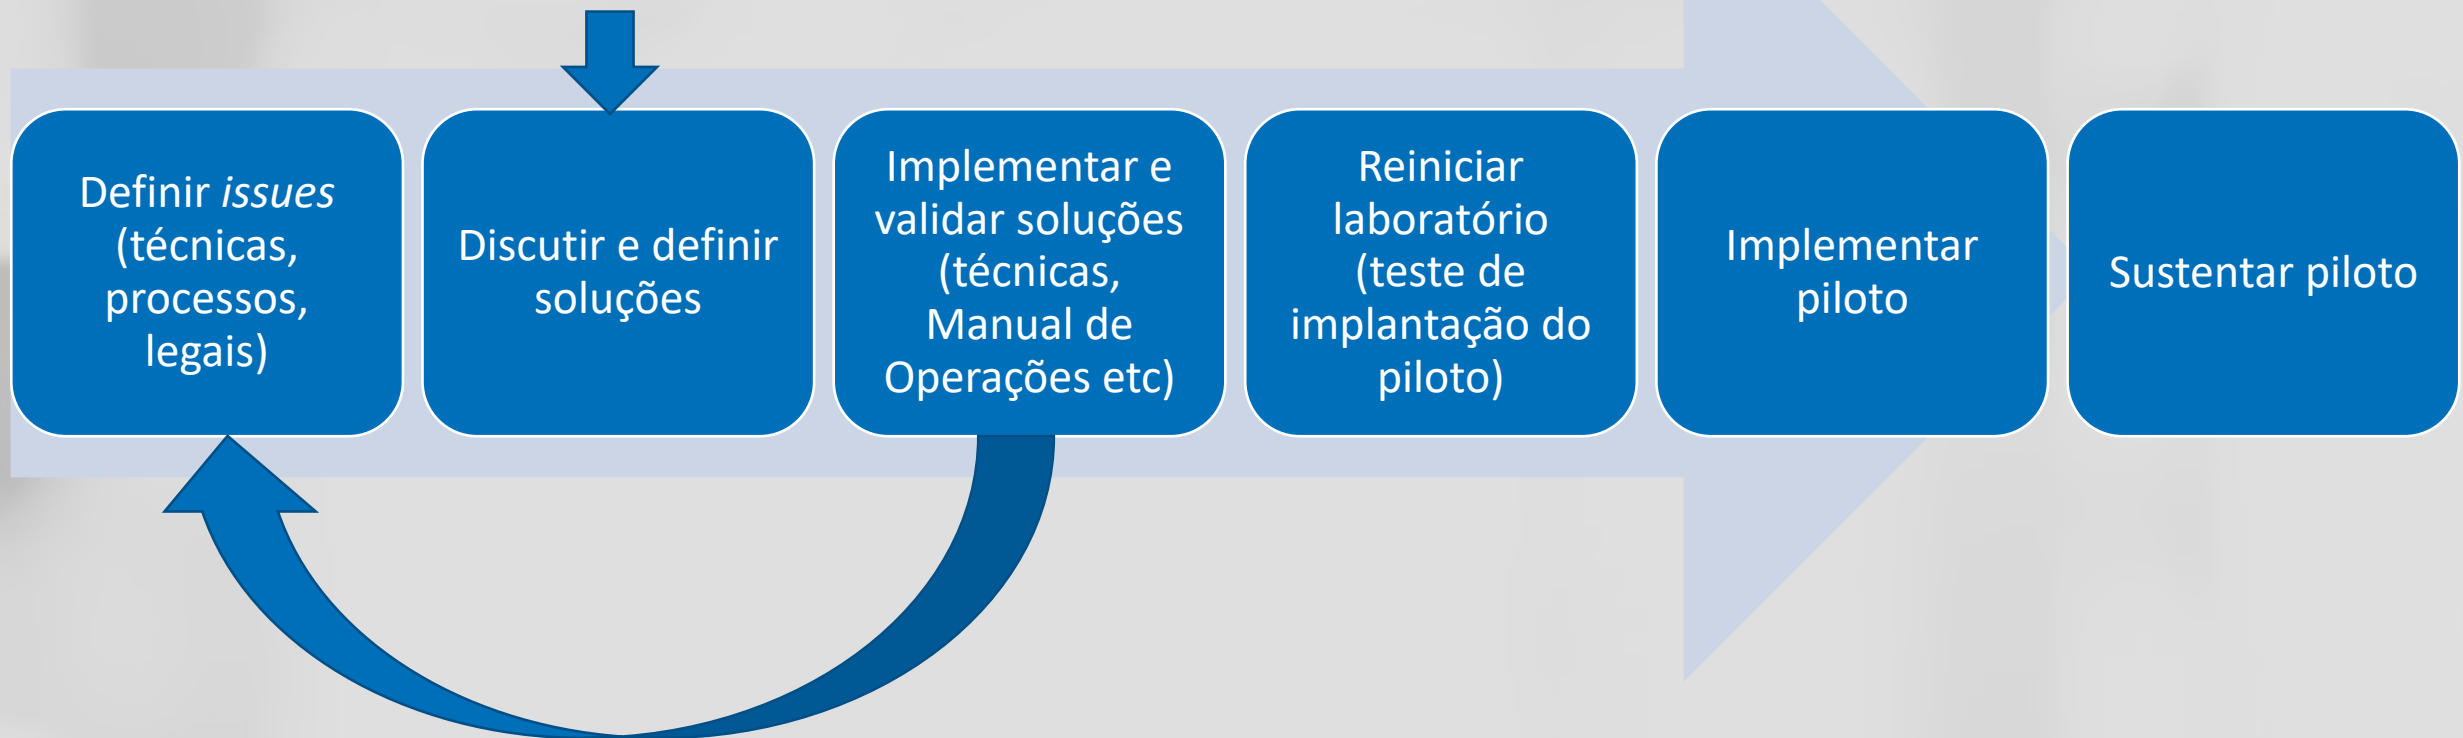 Definir issues
(técnicas,
processos,
legais)
Discutir e definir
soluções
Implementar e
validar soluções
(técnicas,
Manual de
Operações etc)
Reiniciar
laboratório
(teste de
implantação do
piloto)
Implementar
piloto
Sustentar piloto